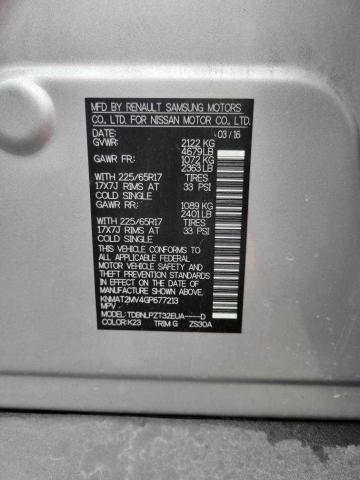 MFD BY RENAULT SAMSUNG MOTORS
CO., LTD. FOR NISSAN MOTOR CO., LTD.
DATE: 03/16
GVWR: 2122 KG
4679 LB
GAWR FR: 1072 KG
2363 LB
WITH 225/65R17 TIRES
17X7J RIMS AT 33 PSI
COLD SINGLE
GAWR RR: 1089 KG
2401 LB
WITH 225/65R17 TIRES
17X7J RIMS AT 33 PSI
COLD SINGLE
THIS VEHICLE CONFORMS TO
ALL APPLICABLE FEDERAL
MOTOR VEHICLE SAFETY AND
THEFT PREVENTION STANDARDS
IN EFFECT ON THE DATE OF
MANUFACTURE SHOWN ABOVE.
KNMAT2MV4GP677213
MPV
MODEL: TDBNLPZT32EUA-----D
COLOR: K23 TRIM G ZS30A